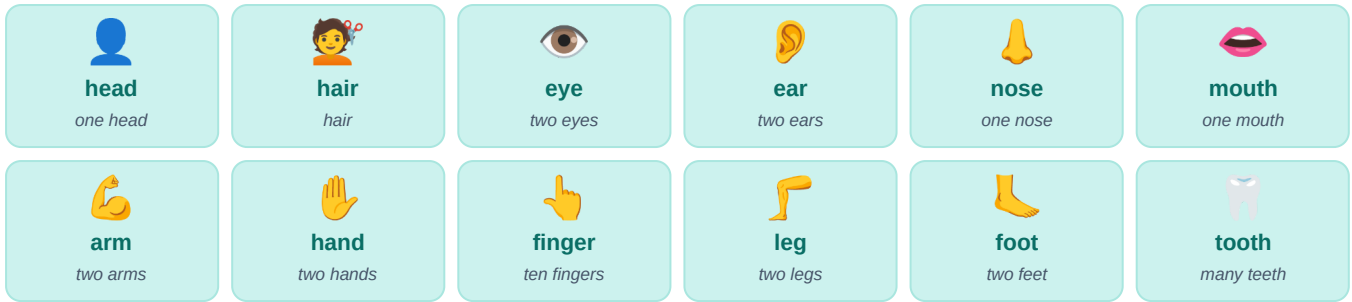 head
one head
hair
hair
eye
two eyes
ear
two ears
nose
one nose
mouth
one mouth
arm
two arms
hand
two hands
finger
ten fingers
leg
two legs
foot
two feet
tooth
many teeth